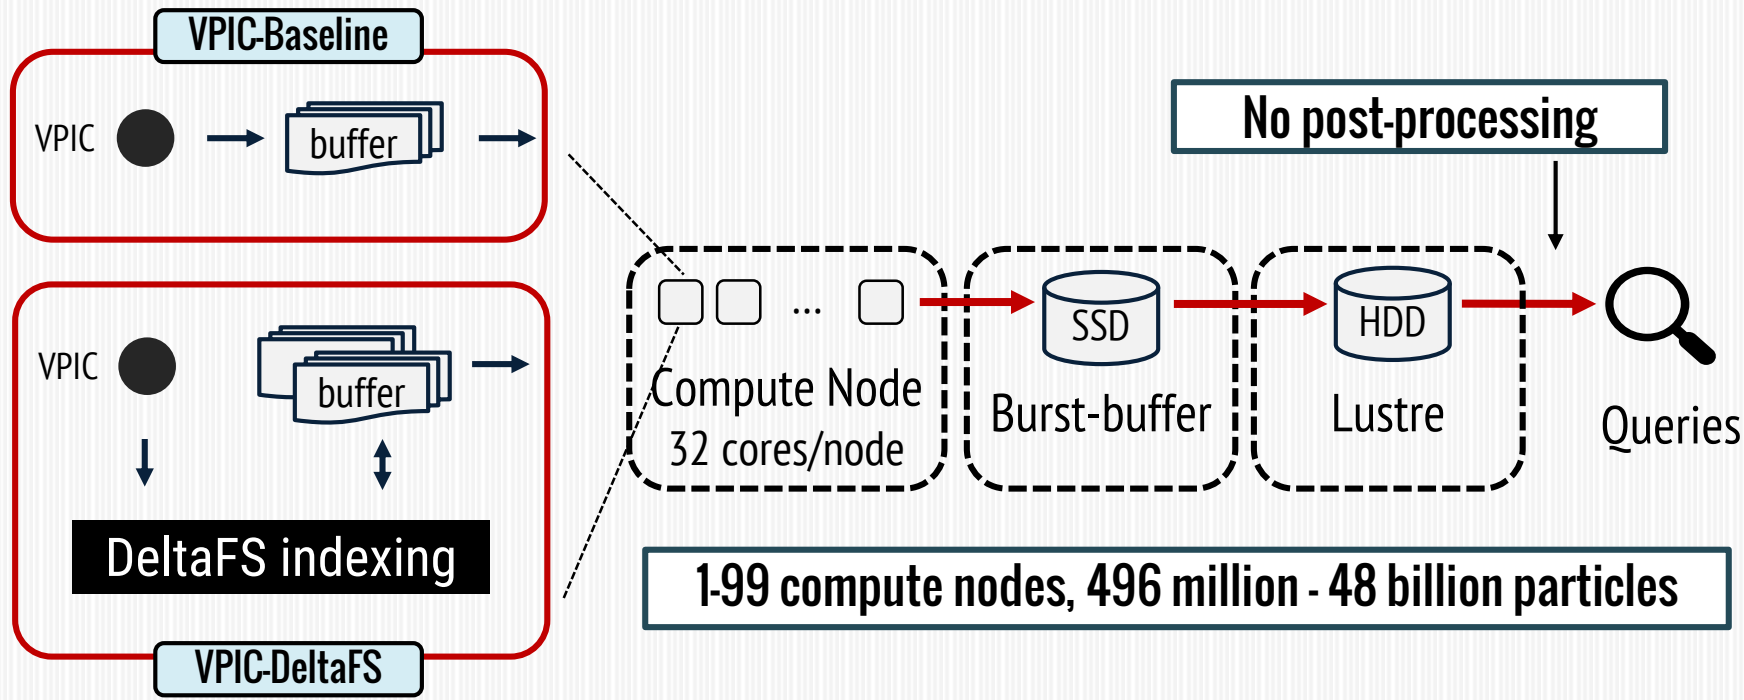 VPIC-Baseline
VPIC
buffer
VPIC
buffer
DeltaFS indexing
VPIC-DeltaFS
No post-processing
...
Compute Node
32 cores/node
SSD
Burst-buffer
HDD
Lustre
Queries
1-99 compute nodes, 496 million - 48 billion particles